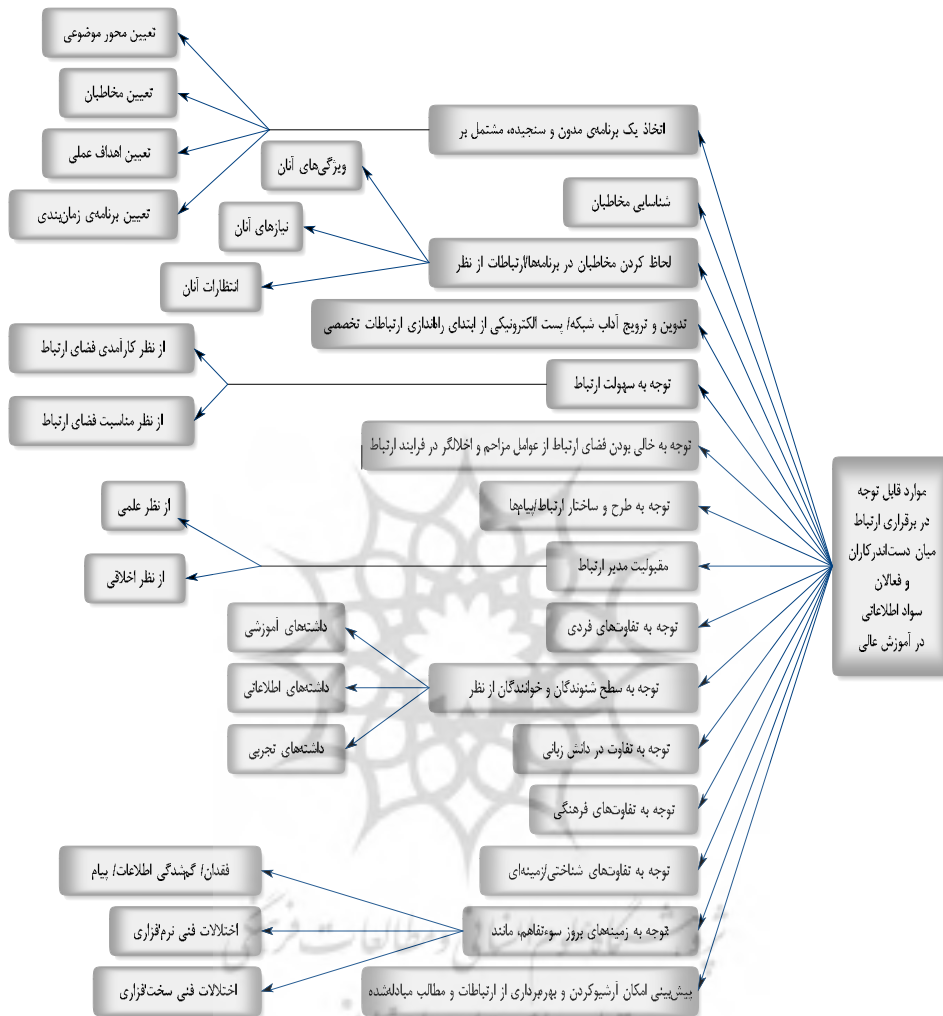 موارد قابل توجه
در برقراری ارتباط
میان دست‌اندرکاران
و فعالان
سواد اطلاعاتی
در آموزش عالی
اتخاذ یک برنامه‌ی مدون و سنجیده، مشتمل بر
تعیین محور موضوعی
تعیین مخاطبان
تعیین اهداف عملی
تعیین برنامه‌ی زمان‌بندی
شناسایی مخاطبان
لحاظ کردن مخاطبان در برنامه‌ها/ارتباطات از نظر
ویژگی‌های آنان
نیازهای آنان
انتظارات آنان
تدوین و ترویج آداب شبکه/ پست الکترونیکی از ابتدای راه‌اندازی ارتباطات تخصصی
توجه به سهولت ارتباط
از نظر کارآمدی فضای ارتباط
از نظر مناسبت فضای ارتباط
توجه به خالی بودن فضای ارتباط از عوامل مزاحم و اخلالگر در فرایند ارتباط
توجه به طرح و ساختار ارتباط/پیام‌ها
مقبولیت مدیر ارتباط
از نظر علمی
از نظر اخلاقی
توجه به تفاوت‌های فردی
توجه به سطح شنوندگان و خوانندگان از نظر
داشته‌های آموزشی
داشته‌های اطلاعاتی
داشته‌های تجربی
توجه به تفاوت در دانش زبانی
توجه به تفاوت‌های فرهنگی
توجه به تفاوت‌های شناختی/زمینه‌ای
توجه به زمینه‌های بروز سوءتفاهم، مانند
فقدان/ گم‌شدگی اطلاعات/ پیام
اختلالات فنی نرم‌افزاری
اختلالات فنی سخت‌افزاری
پیش‌بینی امکان آرشیوکردن و بهره‌برداری از ارتباطات و مطالب مبادله‌شده
پژوهشگاه علوم انسانی و مطالعات فرهنگی